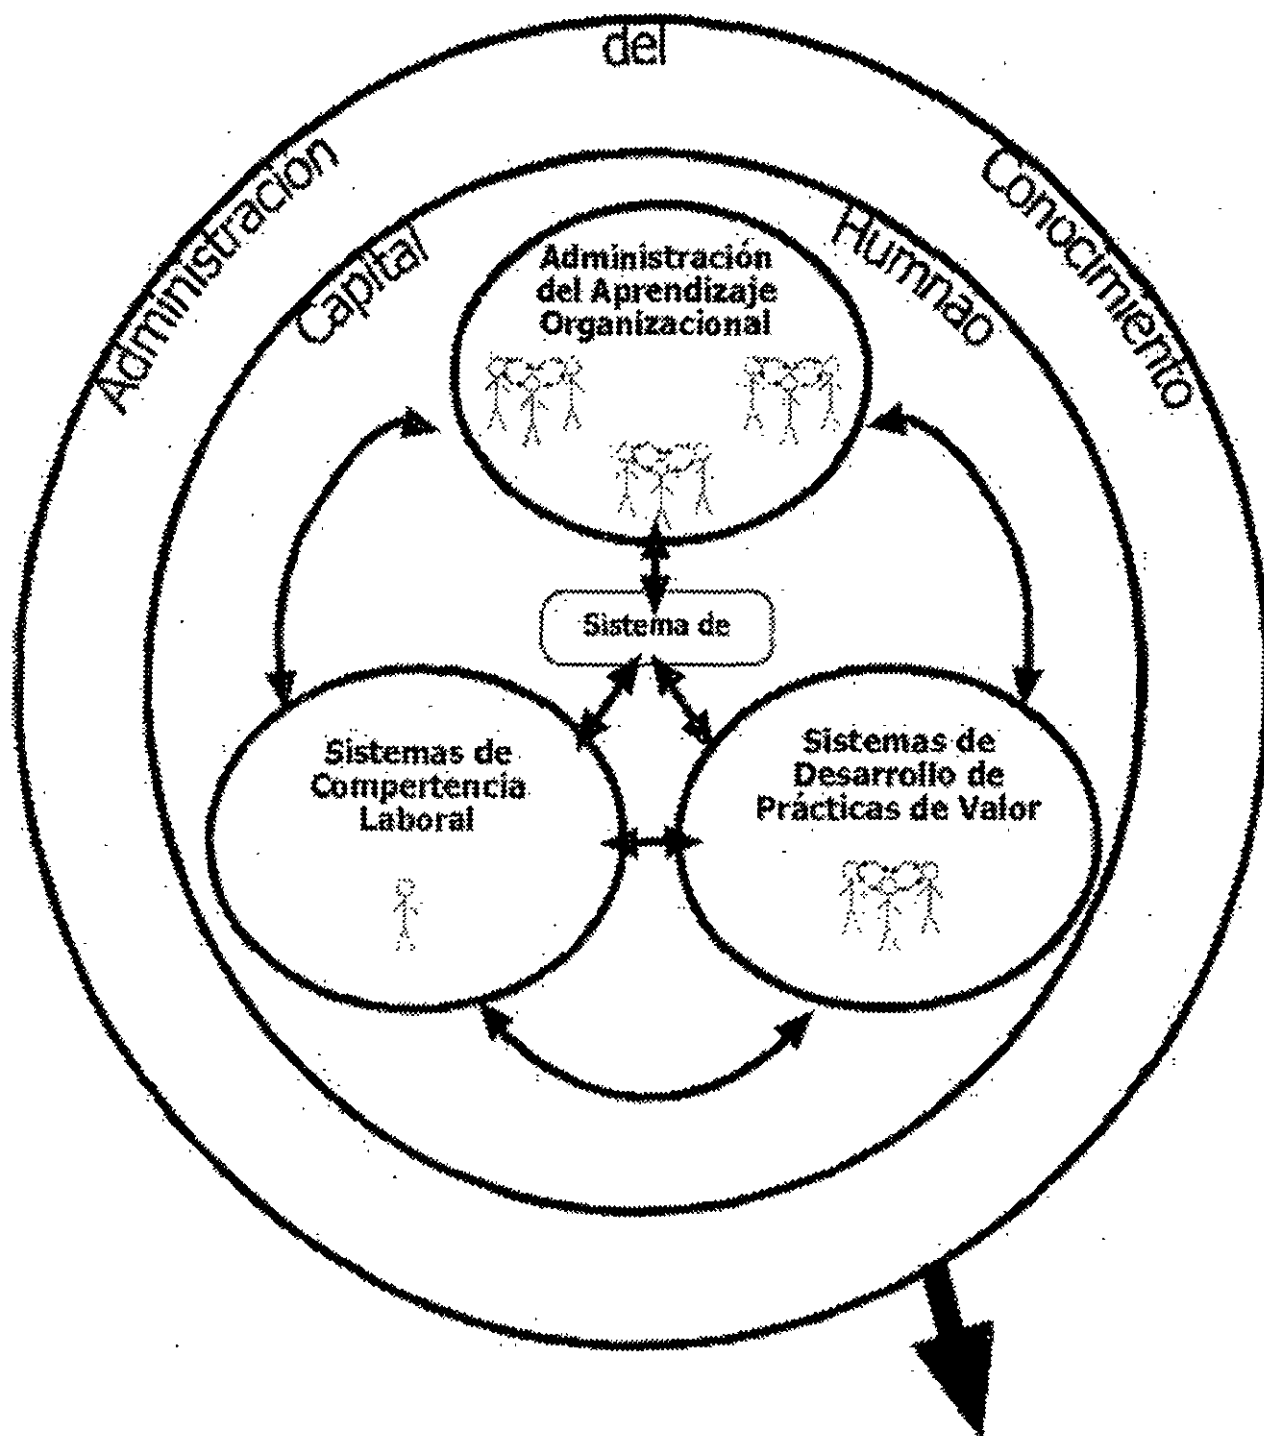 Administración del Conocimiento
Capital Humnao
Administración
del Aprendizaje
Organizacional
Sistema de
Sistemas de
Compertencia
Laboral
Sistemas de
Desarrollo de
Prácticas de Valor